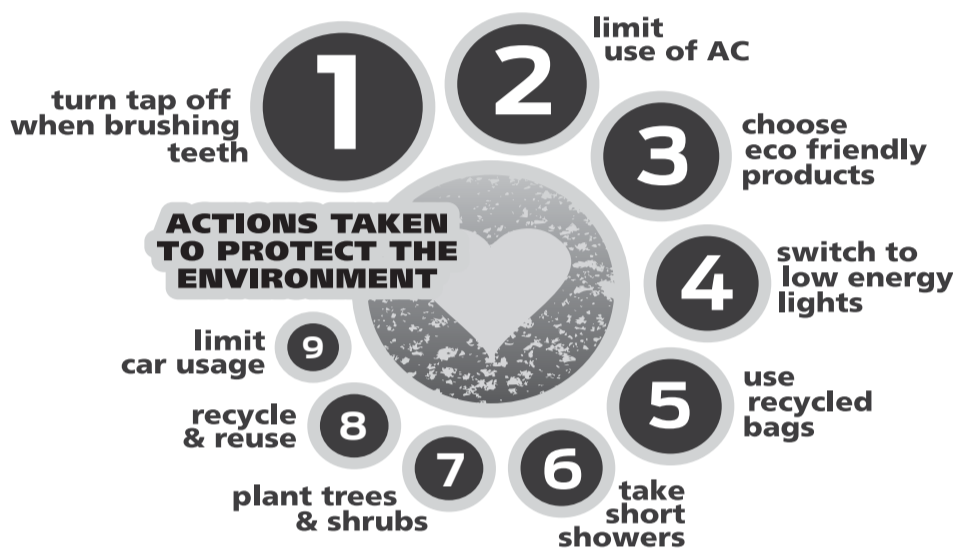 ACTIONS TAKEN
TO PROTECT THE
ENVIRONMENT
1
turn tap off
when brushing
teeth
2
limit
use of AC
3
choose
eco friendly
products
4
switch to
low energy
lights
5
use
recycled
bags
6
take
short
showers
7
plant trees
& shrubs
8
recycle
& reuse
9
limit
car usage